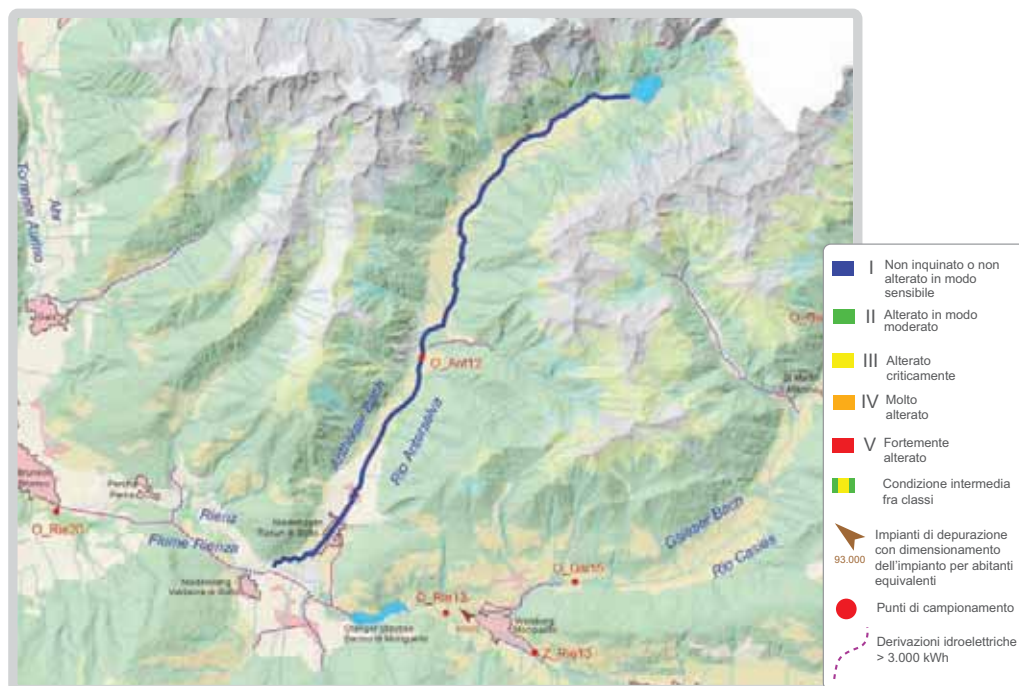 Ahr
Torrente Aurino
O_Ant12
Antholzer Bach
Rio Anterselva
Rienz
Fiume Rienza
O_Rie20
Gsieser Bach
Rio Casies
Welsberg
Monguelfo
I Non inquinato o non
alterato in modo
sensibile
II Alterato in modo
moderato
III Alterato
criticamente
IV Molto
alterato
V Fortemente
alterato
Condizione intermedia
fra classi
Impianti di depurazione
con dimensionamento
93.000 dell'impianto per abitanti
equivalenti
Punti di campionamento
Derivazioni idroelettriche
> 3.000 kWh